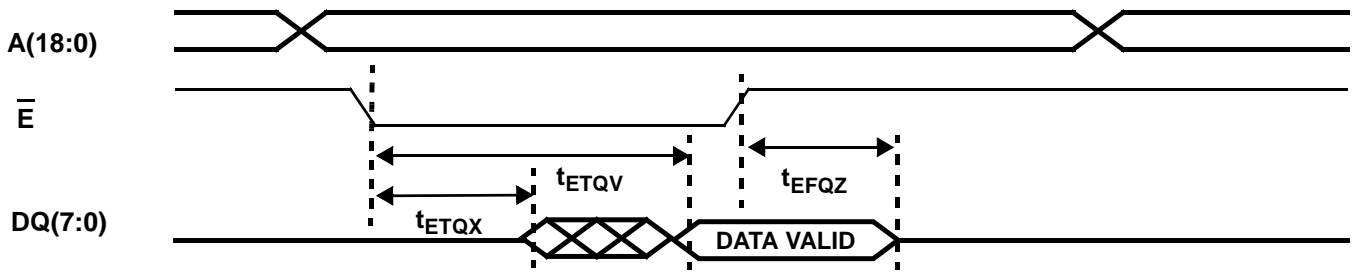 A(18:0)
E̅
tETQV
tEFQZ
tETQX
DQ(7:0)
DATA VALID